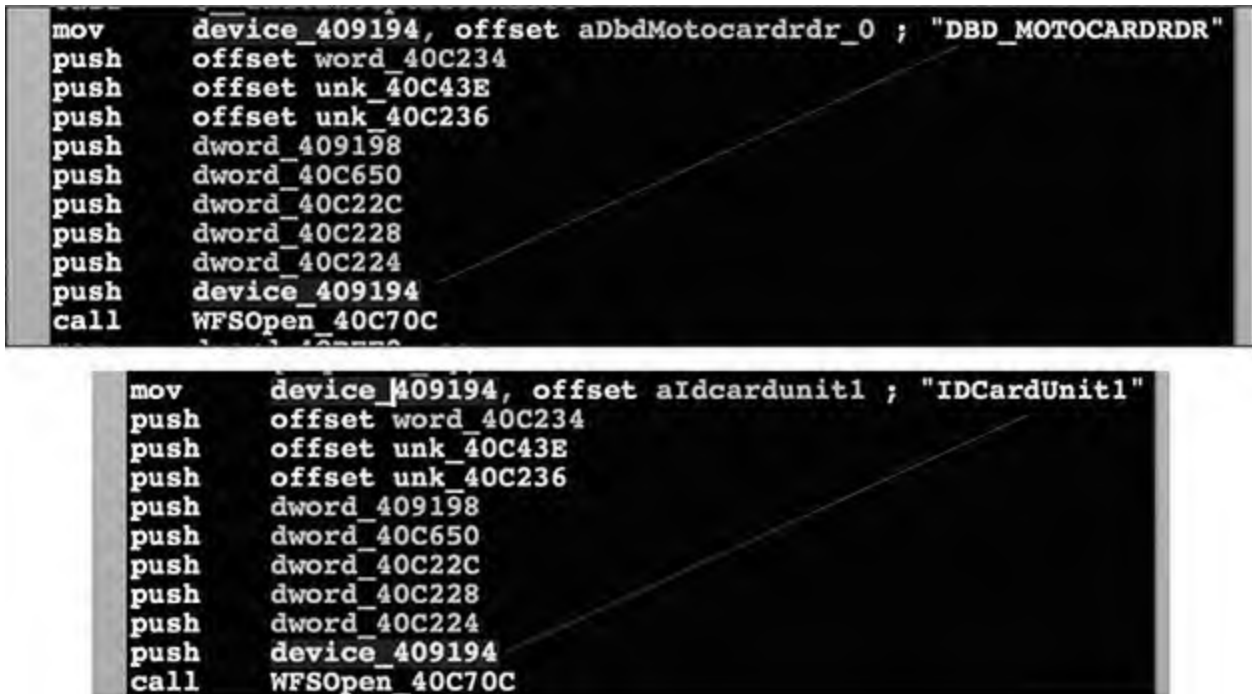 mov device_409194, offset aDbdMotocardrdr_0 ; "DBD_MOTOCARDRDR"
push offset word_40C234
push offset unk_40C43E
push offset unk_40C236
push dword_409198
push dword_40C650
push dword_40C22C
push dword_40C228
push dword_40C224
push device_409194
call WFSOpen_40C70C
mov device_409194, offset aIdcardunit1 ; "IDCardUnit1"
push offset word_40C234
push offset unk_40C43E
push offset unk_40C236
push dword_409198
push dword_40C650
push dword_40C22C
push dword_40C228
push dword_40C224
push device_409194
call WFSOpen_40C70C